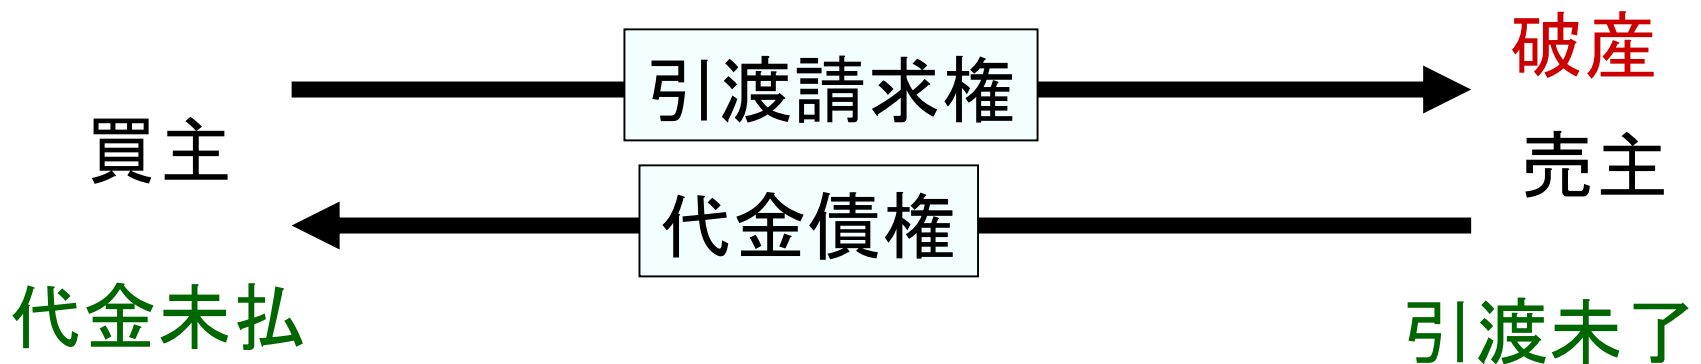 破産
引渡請求権
買主
売主
代金債権
代金未払
引渡未了